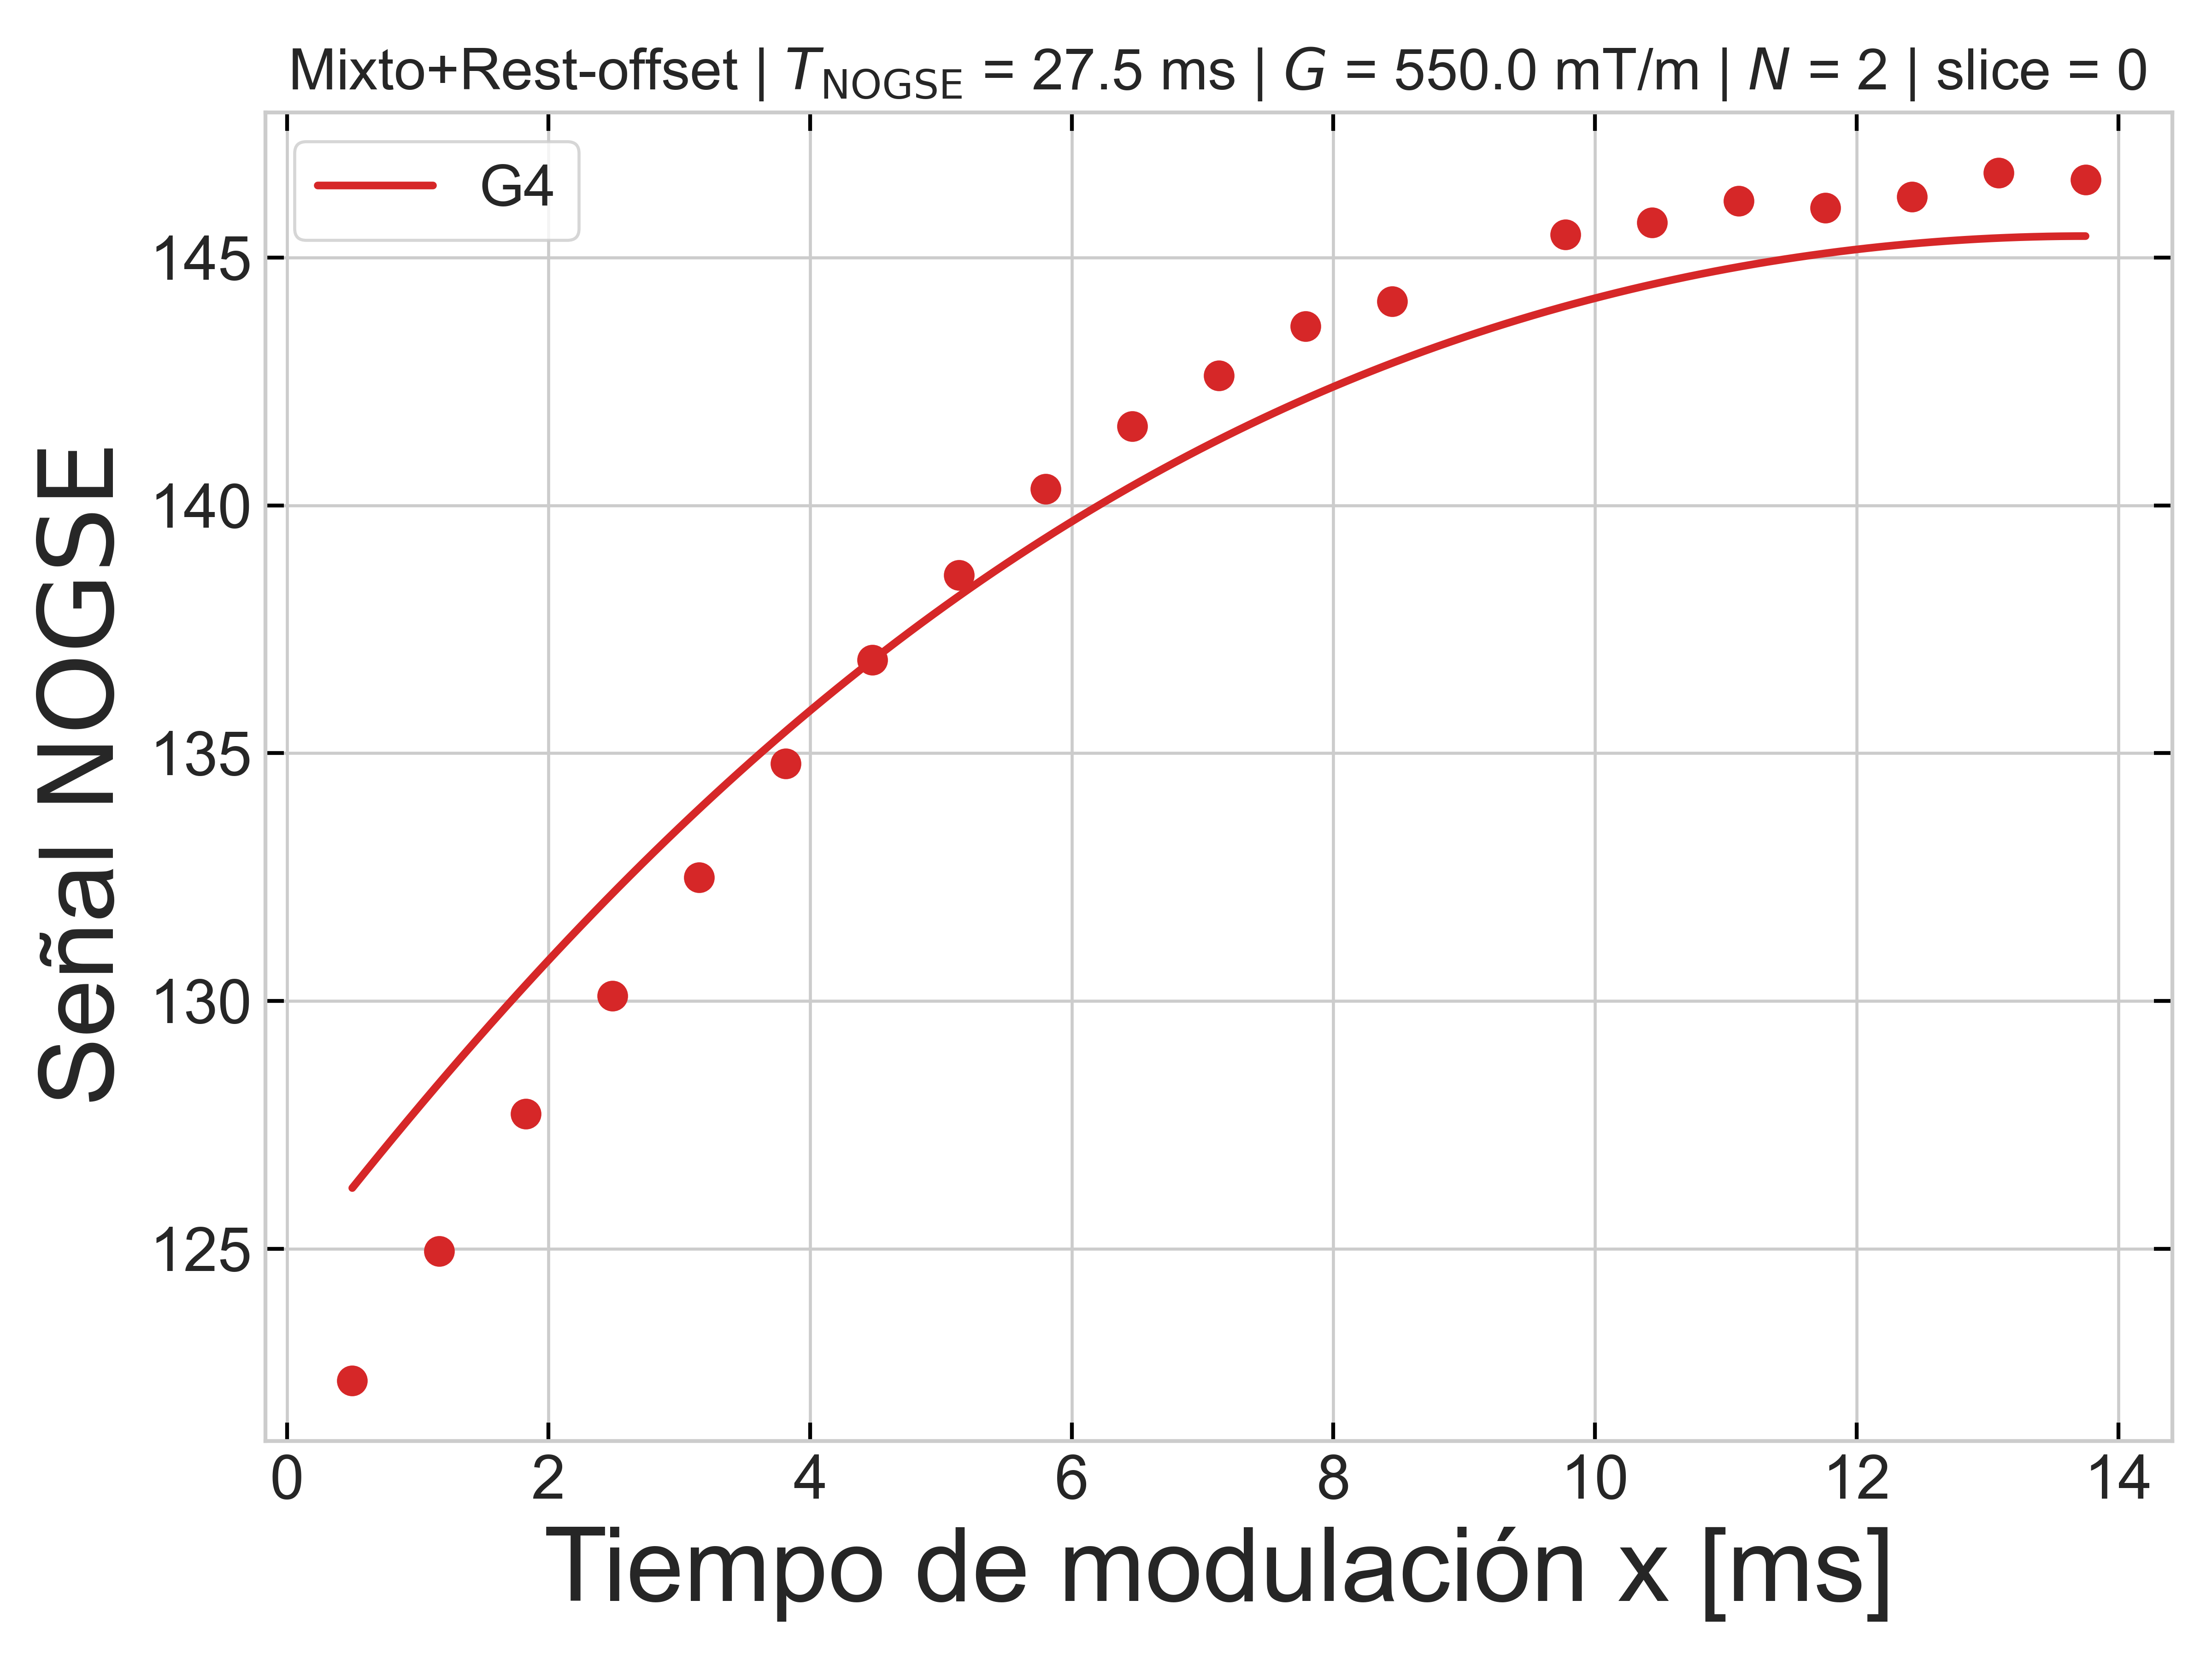 Mixto+Rest-offset | T_NOGSE = 27.5 ms | G = 550.0 mT/m | N = 2 | slice = 0
G4
145
140
135
130
125
Señal NOGSE
0 2 4 6 8 10 12 14
Tiempo de modulación x [ms]